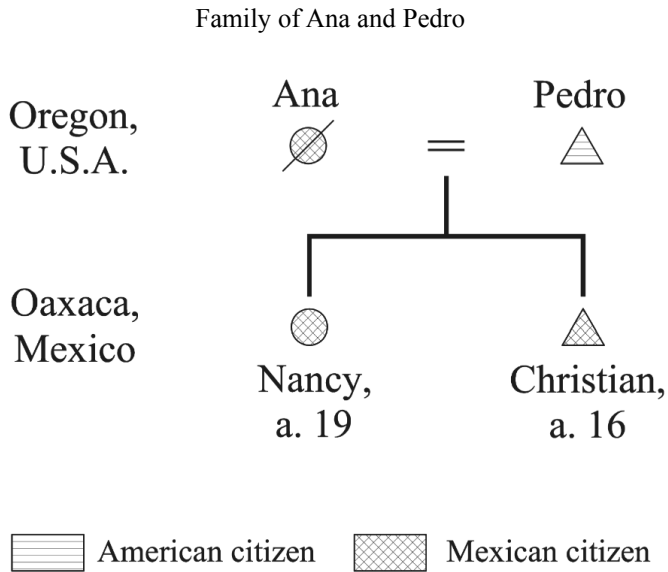 Family of Ana and Pedro
Ana
Pedro
Oregon,
U.S.A.
Oaxaca,
Mexico
Nancy,
a. 19
Christian,
a. 16
American citizen
Mexican citizen